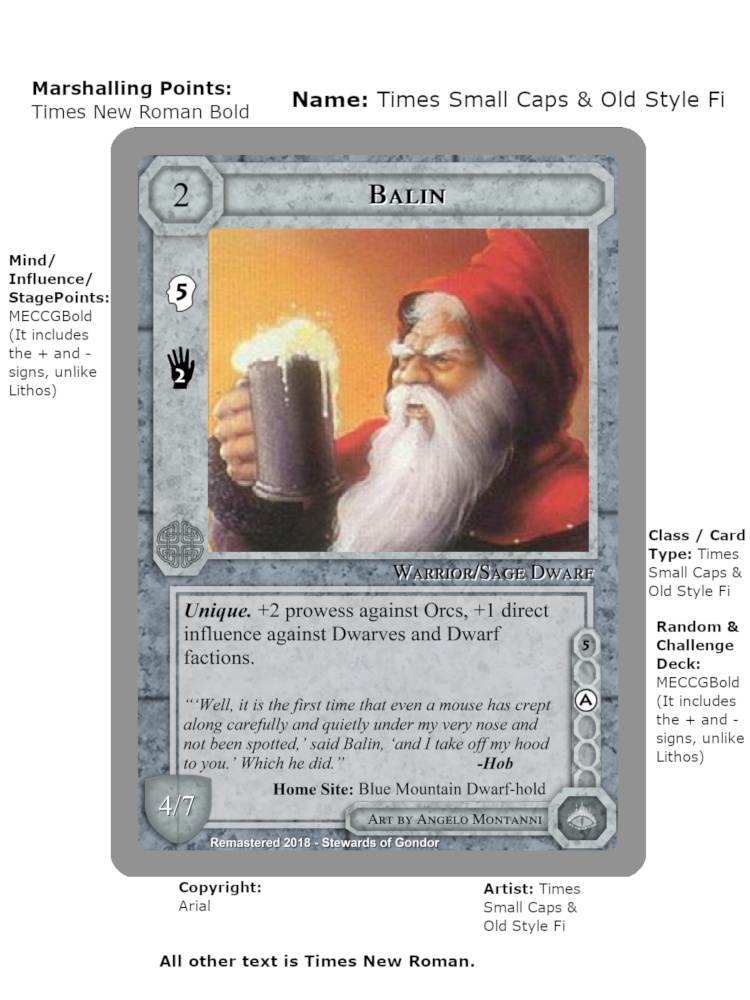 Marshalling Points:
Times New Roman Bold
Name: Times Small Caps & Old Style Fi
2
Balin
Mind/
Influence/
StagePoints:
MECCGBold
(It includes
the + and -
signs, unlike
Lithos)
5
2
Class / Card
Type: Times
Small Caps &
Old Style Fi
Warrior/Sage Dwarf
Unique. +2 prowess against Orcs, +1 direct
influence against Dwarves and Dwarf
factions.
5
A
Random &
Challenge
Deck:
MECCGBold
(It includes
the + and -
signs, unlike
Lithos)
“‘Well, it is the first time that even a mouse has crept
along carefully and quietly under my very nose and
not been spotted,’ said Balin, ‘and I take off my hood
to you.’ Which he did.” -Hob
Home Site: Blue Mountain Dwarf-hold
4/7
Art by Angelo Montanni
Remastered 2018 - Stewards of Gondor
Copyright:
Arial
Artist: Times
Small Caps &
Old Style Fi
All other text is Times New Roman.